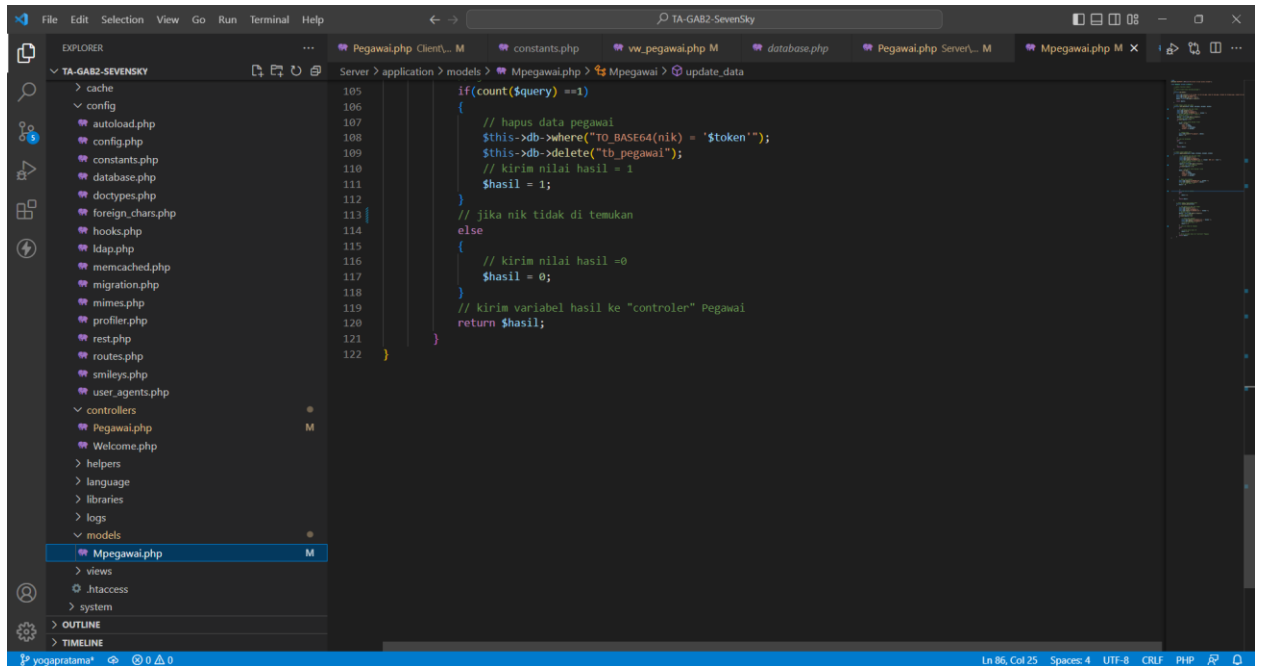 File Edit Selection View Go Run Terminal Help
TA-GAB2-SevenSky
EXPLORER
Pegawai.php Client\... M
constants.php
vw_pegawai.php M
database.php
Pegawai.php Server\... M
Mpegawai.php M
TA-GAB2-SEVENSKY
Server > application > models > Mpegawai.php > Mpegawai > update_data
cache
config
autoload.php
config.php
constants.php
database.php
doctypes.php
foreign_chars.php
hooks.php
ldap.php
memcached.php
migration.php
mimes.php
profiler.php
rest.php
routes.php
smileys.php
user_agents.php
controllers
Pegawai.php M
Welcome.php
helpers
language
libraries
logs
models
Mpegawai.php M
views
.htaccess
system
OUTLINE
TIMELINE
105 if(count($query) ==1)
106 {
107 // hapus data pegawai
108 $this->db->where("TO_BASE64(nik) = '$token'");
109 $this->db->delete("tb_pegawai");
110 // kirim nilai hasil = 1
111 $hasil = 1;
112 }
113 // jika nik tidak di temukan
114 else
115 {
116 // kirim nilai hasil =0
117 $hasil = 0;
118 }
119 // kirim variabel hasil ke "controler" Pegawai
120 return $hasil;
121 }
122 }
5
yogapratama* 0 0
Ln 86, Col 25 Spaces: 4 UTF-8 CRLF PHP